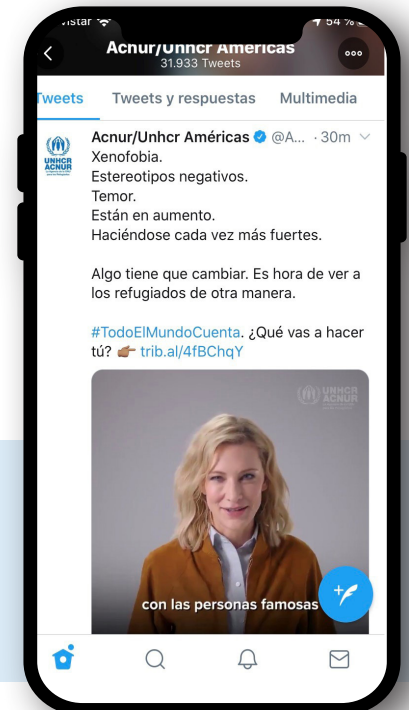 vistar
54 %
Acnur/Unhcr Américas
31.933 Tweets
Tweets
Tweets y respuestas
Multimedia
Acnur/Unhcr Américas @A... · 30m
UNHCR
ACNUR
Xenofobia.
Estereotipos negativos.
Temor.
Están en aumento.
Haciéndose cada vez más fuertes.
Algo tiene que cambiar. Es hora de ver a
los refugiados de otra manera.
#TodoElMundoCuenta. ¿Qué vas a hacer
tú? 👉🏽 trib.al/4fBChqY
UNHCR
ACNUR
con las personas famosas